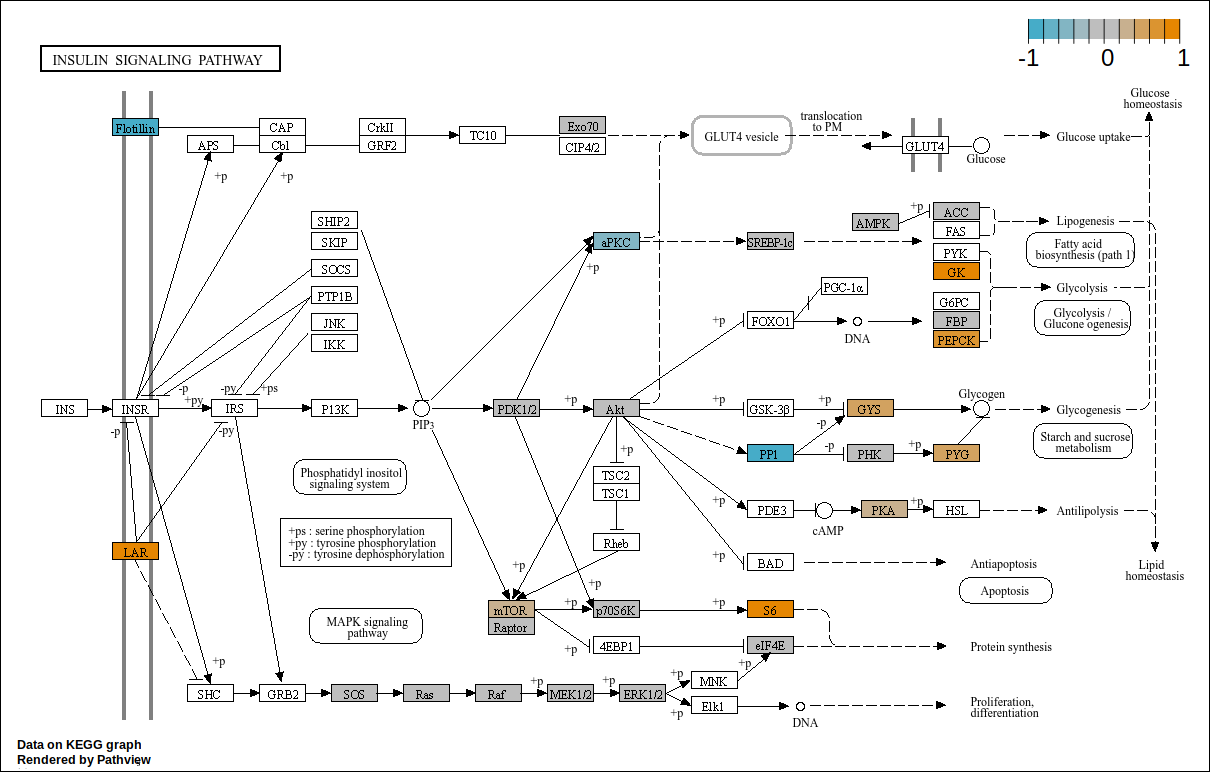 INSULIN SIGNALING PATHWAY
-1 0 1
Glucose
homeostasis
Flotillin
CAP
Cbl
APS
CrkII
GRF2
TC10
Exo70
CIP4/2
GLUT4 vesicle
translocation
to PM
GLUT4
Glucose
Glucose uptake
+p
+p
SHIP2
SKIP
SOCS
PTP1B
JNK
IKK
aPKC
+p
SREBP-1c
AMPK
+p
ACC
FAS
PYK
GK
G6PC
FBP
PEPCK
Lipogenesis
Fatty acid
biosynthesis (path 1)
Glycolysis
Glycolysis /
Glucone ogenesis
PGC-1α
+p
FOXO1
DNA
INS
INSR
-p
+py
-p
IRS
-py
+ps
-py
P13K
PIP3
PDK1/2
+p
Akt
+p
GSK-3β
+p
GYS
Glycogen
Glycogenesis
Starch and sucrose
metabolism
-p
PP1
-p
PHK
+p
PYG
Phosphatidyl inositol
signaling system
+p
TSC2
TSC1
Rheb
+p
PDE3
cAMP
PKA
+p
HSL
Antilipolysis
+ps : serine phosphorylation
+py : tyrosine phosphorylation
-py : tyrosine dephosphorylation
LAR
+p
BAD
Antiapoptosis
Apoptosis
Lipid
homeostasis
+p
+p
mTOR
Raptor
+p
p70S6K
+p
S6
+p
4EBP1
eIF4E
Protein synthesis
MAPK signaling
pathway
+p
SHC
GRB2
SOS
Ras
Raf
+p
MEK1/2
+p
ERK1/2
+p
MNK
+p
+p
Elk1
DNA
Proliferation,
differentiation
Data on KEGG graph
Rendered by Pathview